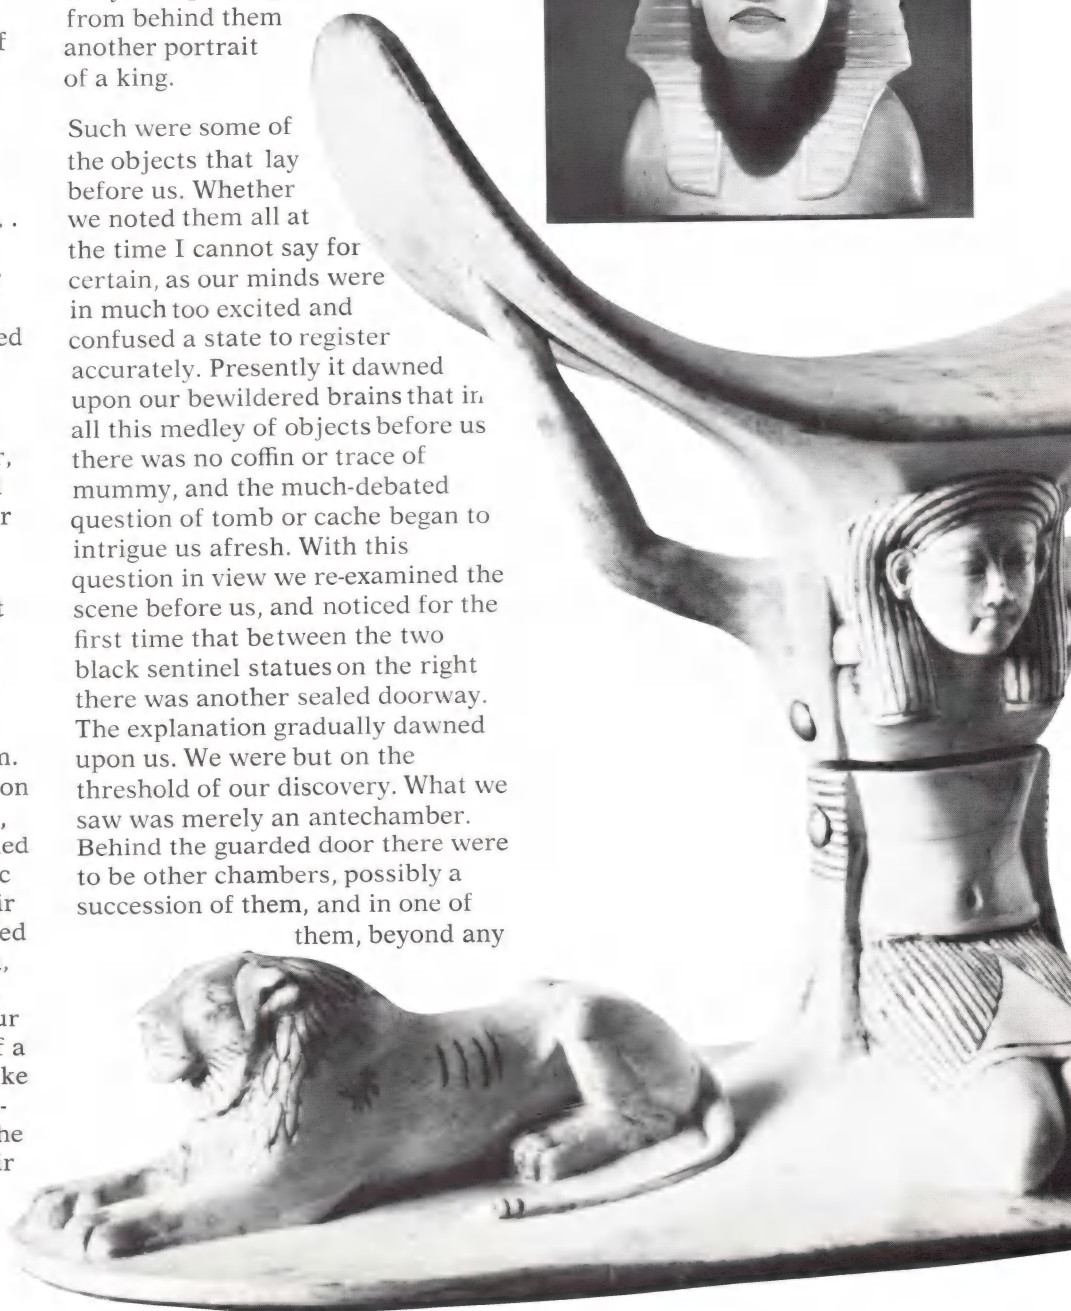 from behind them
another portrait
of a king.
Such were some of
the objects that lay
before us. Whether
we noted them all at
the time I cannot say for
certain, as our minds were
in much too excited and
confused a state to register
accurately. Presently it dawned
upon our bewildered brains that in
all this medley of objects before us
there was no coffin or trace of
mummy, and the much-debated
question of tomb or cache began to
intrigue us afresh. With this
question in view we re-examined the
scene before us, and noticed for the
first time that between the two
black sentinel statues on the right
there was another sealed doorway.
The explanation gradually dawned
upon us. We were but on the
threshold of our discovery. What we
saw was merely an antechamber.
Behind the guarded door there were
to be other chambers, possibly a
succession of them, and in one of
them, beyond any